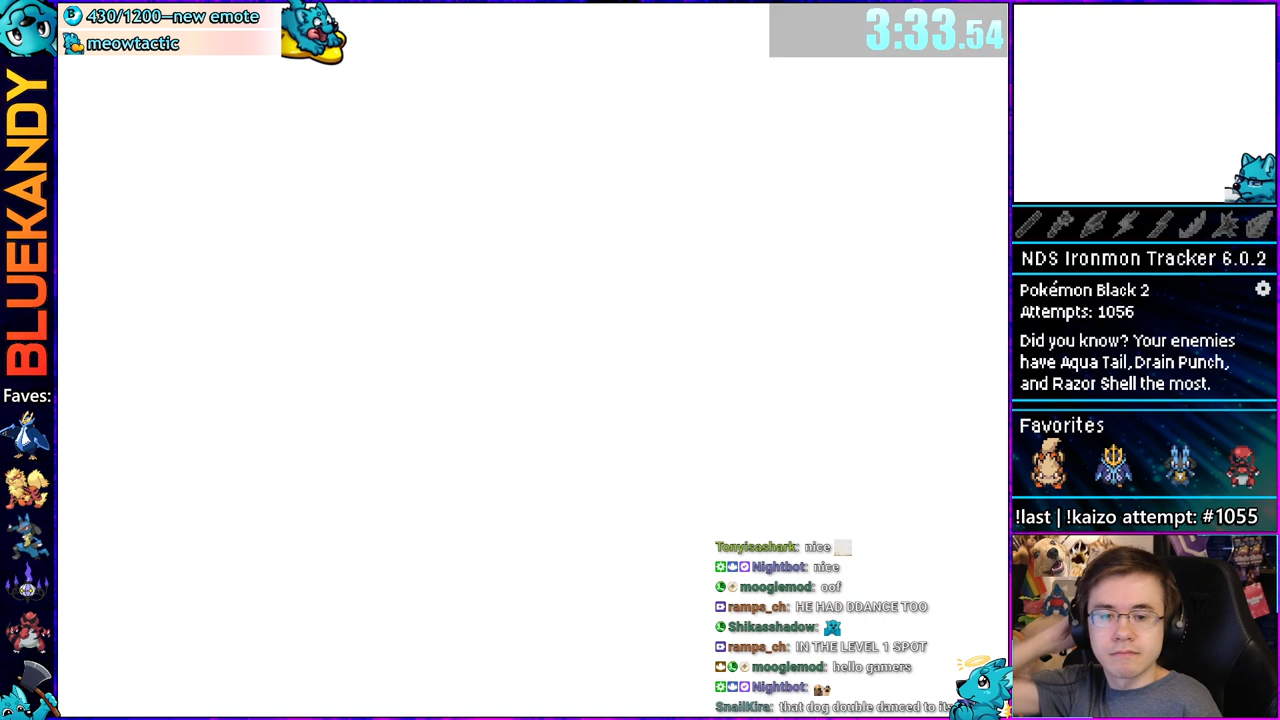 430/1200—new emote
meowtactic
3:33.54
BLUEKANDY
Faves:
NDS Ironmon Tracker 6.0.2
Pokémon Black 2
Attempts: 1056
Did you know? Your enemies
have Aqua Tail, Drain Punch,
and Razor Shell the most.
Favorites
!last | !kaizo attempt: #1055
Tonyisashark: nice
Nightbot: nice
mooglemod: oof
ramps_ch: HE HAD DDANCE TOO
Shikasshadow:
ramps_ch: IN THE LEVEL 1 SPOT
mooglemod: hello gamers
Nightbot:
SnailKira: that dog double danced to its